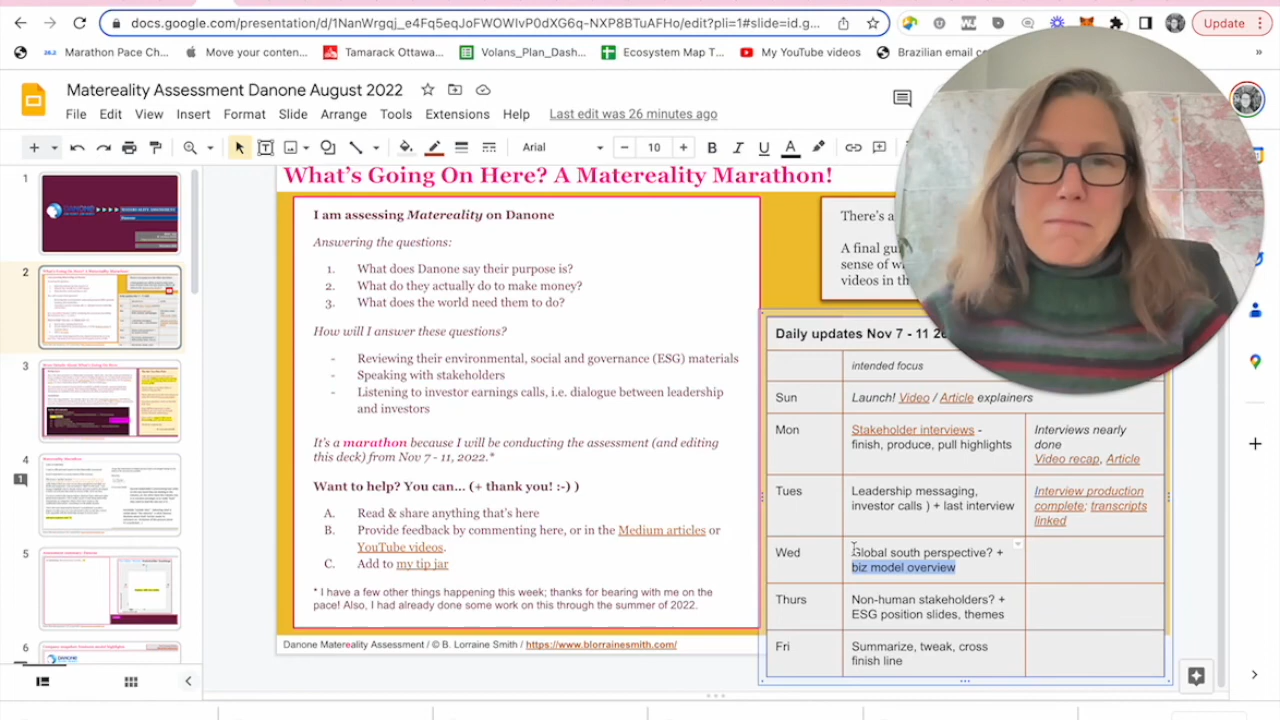 docs.google.com/presentation/d/1NanWrgqj_e4Fq5eqJoFWOWIvP0dXG6q-NXP8BTuAFHo/edit?pli=1#slide=id.g...
Update
Marathon Pace Ch...
Move your conten...
Tamarack Ottawa...
Volans_Plan_Dash...
Ecosystem Map T...
My YouTube videos
Brazilian email co
»
Matereality Assessment Danone August 2022
File Edit View Insert Format Slide Arrange Tools Extensions Help Last edit was 26 minutes ago
Arial
10
B I U A
1
2
3
4
5
6
1
What's Going On Here? A Matereality Marathon!
I am assessing Matereality on Danone
Answering the questions:
1. What does Danone say their purpose is?
2. What do they actually do to make money?
3. What does the world need them to do?
How will I answer these questions?
- Reviewing their environmental, social and governance (ESG) materials
- Speaking with stakeholders
- Listening to investor earnings calls, i.e. dialogue between leadership
and investors
It's a marathon because I will be conducting the assessment (and editing
this deck) from Nov 7 - 11, 2022.*
Want to help? You can... (+ thank you! :-) )
A. Read & share anything that's here
B. Provide feedback by commenting here, or in the Medium articles or
YouTube videos.
C. Add to my tip jar
* I have a few other things happening this week; thanks for bearing with me on the
pace! Also, I had already done some work on this through the summer of 2022.
Danone Matereality Assessment / © B. Lorraine Smith / https://www.blorrainesmith.com/
There's a
A final gu
sense of w
videos in th
Daily updates Nov 7 - 11 20
intended focus
Sun Launch! Video / Article explainers
Mon
Stakeholder interviews -
finish, produce, pull highlights
Interviews nearly
done
Video recap, Article
Tues
Leadership messaging,
investor calls ) + last interview
Interview production
complete; transcripts
linked
Wed
Global south perspective? +
biz model overview
Thurs
Non-human stakeholders? +
ESG position slides, themes
Fri
Summarize, tweak, cross
finish line